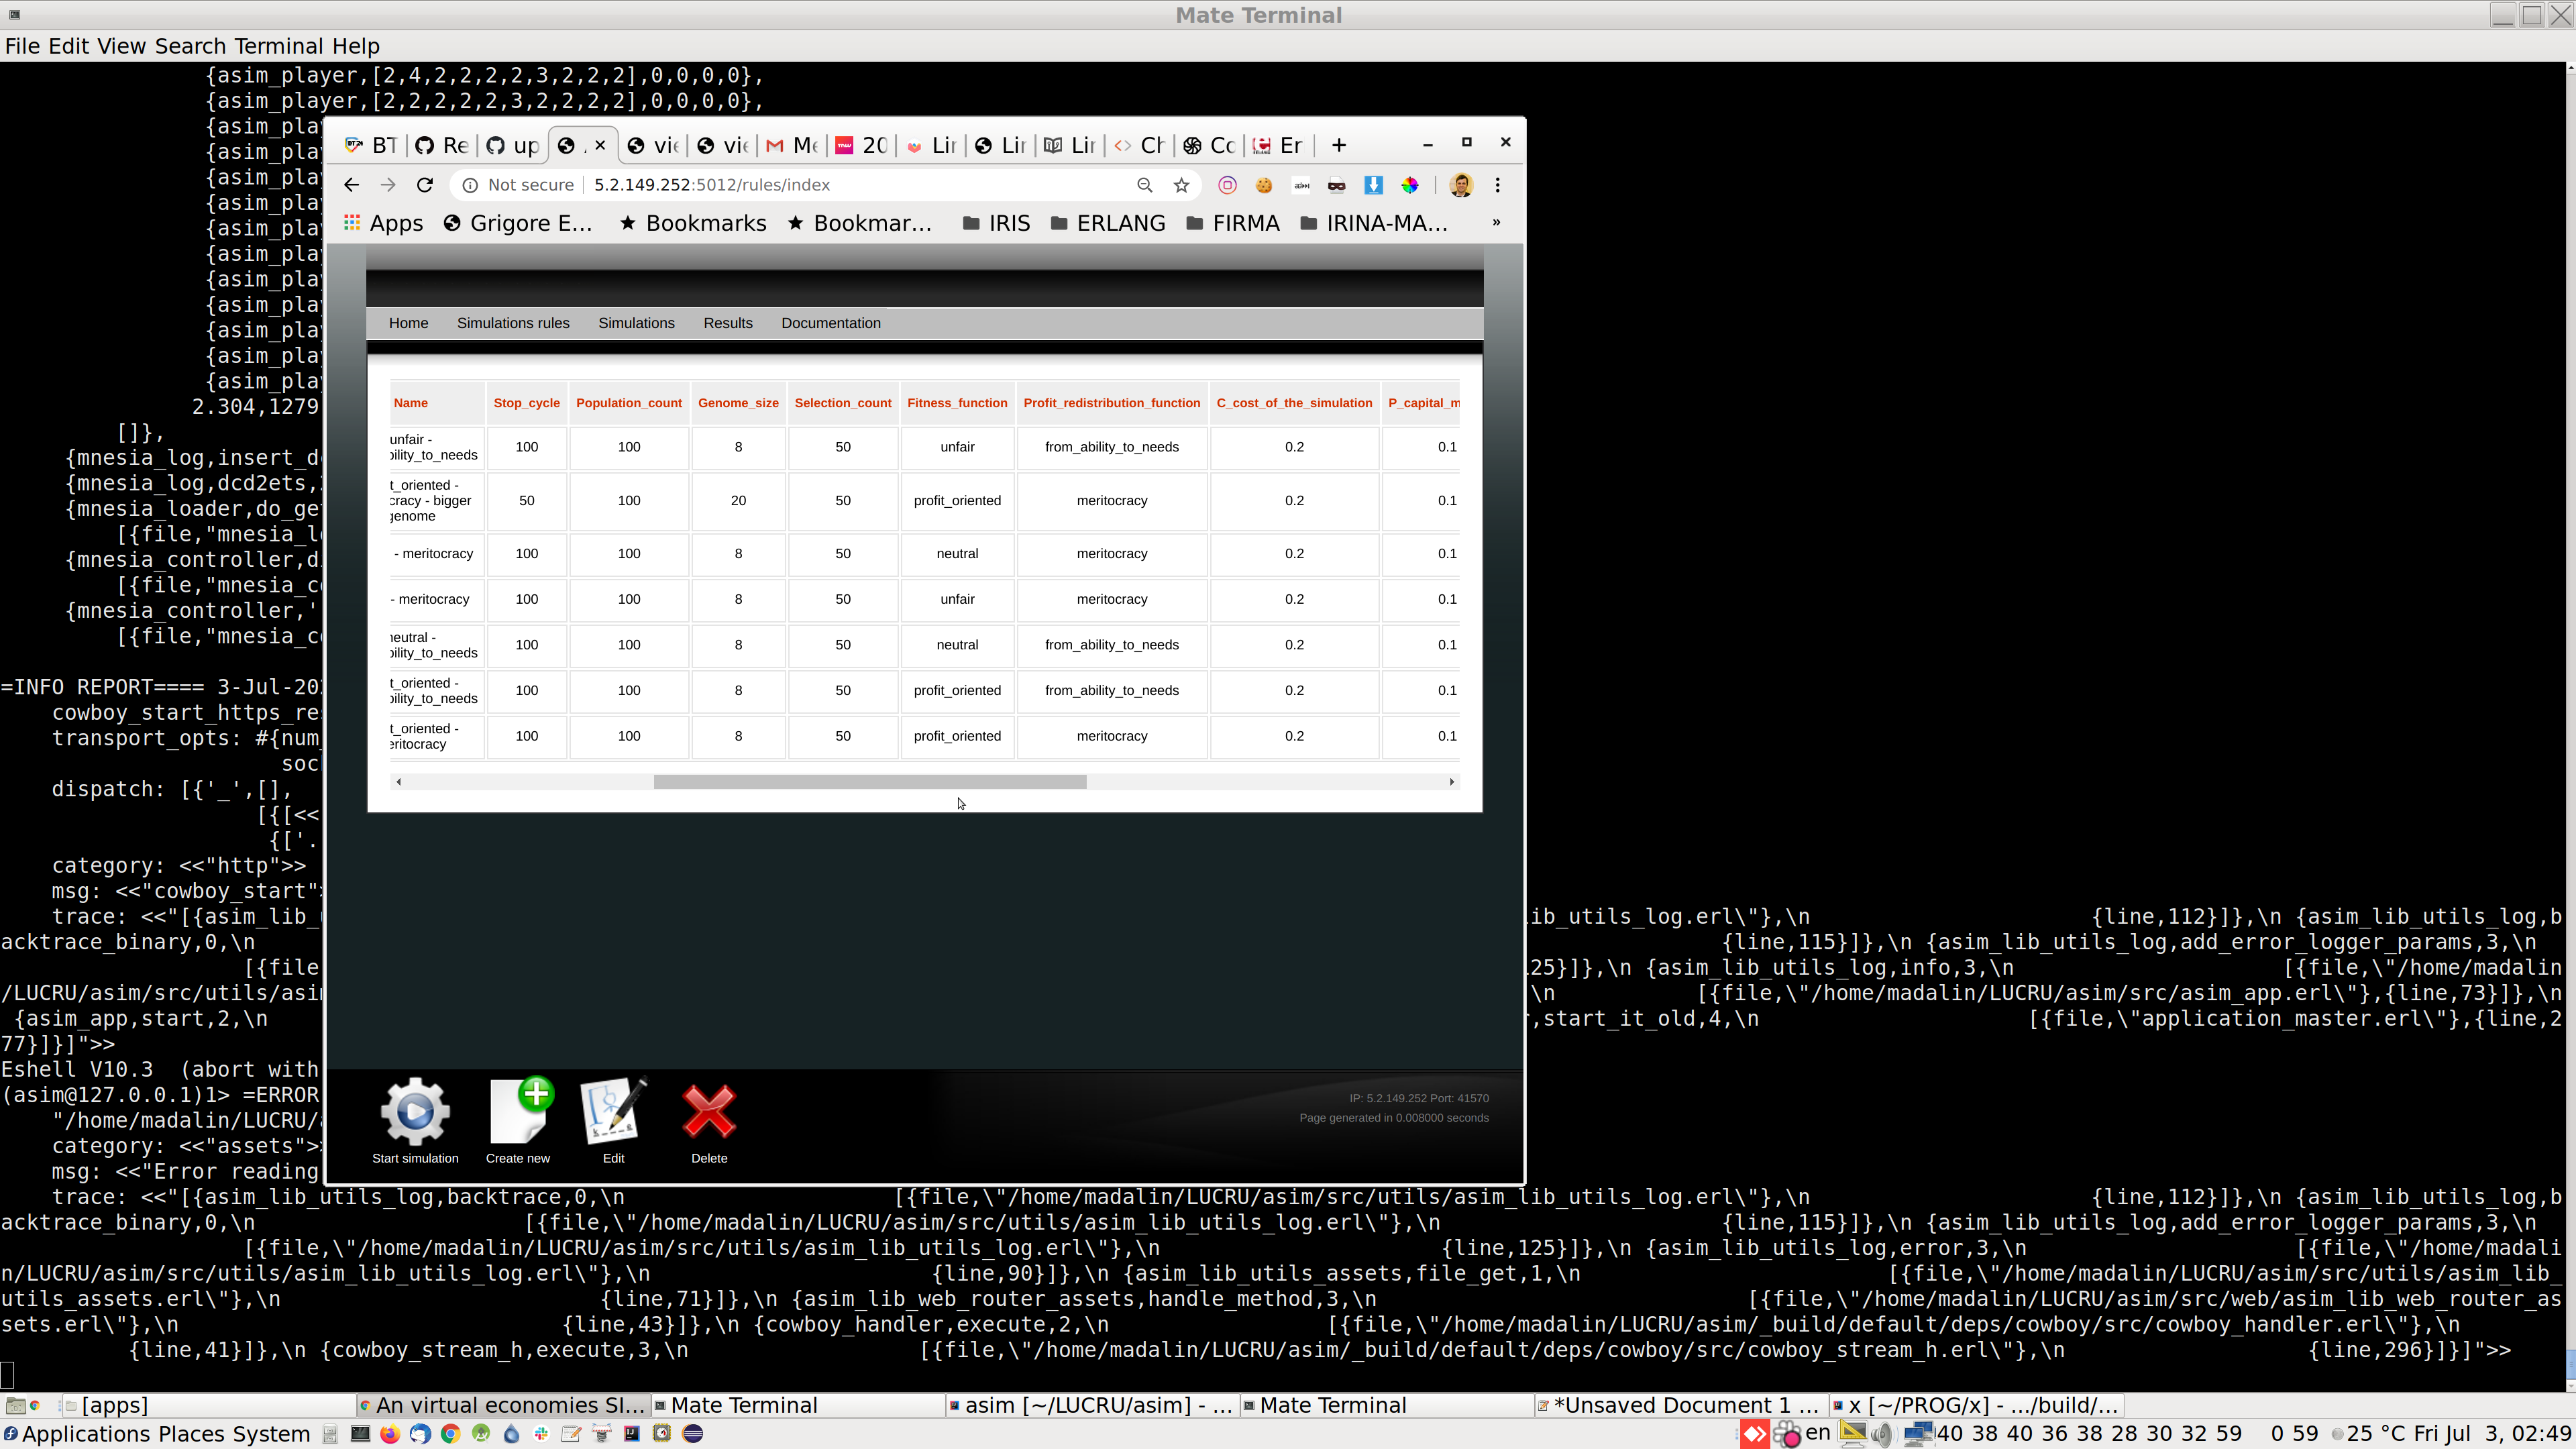 Mate Terminal
File Edit View Search Terminal Help
{asim_player,[2,4,2,2,2,2,3,2,2,2],0,0,0,0},
{asim_player,[2,2,2,2,2,3,2,2,2,2],0,0,0,0},
{asim_pla
{asim_pla
{asim_pla
{asim_pla
{asim_pla
{asim_pla
{asim_pla
{asim_pla
{asim_pla
{asim_pla
{asim_pla
2.304,1279
[]},
{mnesia_log,insert_d
{mnesia_log,dcd2ets,
{mnesia_loader,do_ge
[{file,"mnesia_l
{mnesia_controller,d
[{file,"mnesia_c
{mnesia_controller,'
[{file,"mnesia_c
=INFO REPORT==== 3-Jul-20
cowboy_start_https_re
transport_opts: #{num
soc
dispatch: [{'_',[],
[{[<<
{['.
category: <<"http">>
msg: <<"cowboy_start"
trace: <<"[{asim_lib_
ib_utils_log.erl\"},\n {line,112}]},\n {asim_lib_utils_log,b
acktrace_binary,0,\n
{line,115}]},\n {asim_lib_utils_log,add_error_logger_params,3,\n
[{file
25}]},\n {asim_lib_utils_log,info,3,\n [{file,\"/home/madalin
/LUCRU/asim/src/utils/asi
\n [{file,\"/home/madalin/LUCRU/asim/src/asim_app.erl\"},{line,73}]},\n
{asim_app,start,2,\n
,start_it_old,4,\n [{file,\"application_master.erl\"},{line,2
77}]}]">>
Eshell V10.3 (abort with
(asim@127.0.0.1)1> =ERROR
"/home/madalin/LUCRU/
category: <<"assets">
msg: <<"Error reading
trace: <<"[{asim_lib_utils_log,backtrace,0,\n [{file,\"/home/madalin/LUCRU/asim/src/utils/asim_lib_utils_log.erl\"},\n {line,112}]},\n {asim_lib_utils_log,b
acktrace_binary,0,\n [{file,\"/home/madalin/LUCRU/asim/src/utils/asim_lib_utils_log.erl\"},\n {line,115}]},\n {asim_lib_utils_log,add_error_logger_params,3,\n
[{file,\"/home/madalin/LUCRU/asim/src/utils/asim_lib_utils_log.erl\"},\n {line,125}]},\n {asim_lib_utils_log,error,3,\n [{file,\"/home/madali
n/LUCRU/asim/src/utils/asim_lib_utils_log.erl\"},\n {line,90}]},\n {asim_lib_utils_assets,file_get,1,\n [{file,\"/home/madalin/LUCRU/asim/src/utils/asim_lib_
utils_assets.erl\"},\n {line,71}]},\n {asim_lib_web_router_assets,handle_method,3,\n [{file,\"/home/madalin/LUCRU/asim/src/web/asim_lib_web_router_as
sets.erl\"},\n {line,43}]},\n {cowboy_handler,execute,2,\n [{file,\"/home/madalin/LUCRU/asim/_build/default/deps/cowboy/src/cowboy_handler.erl\"},\n
{line,41}]},\n {cowboy_stream_h,execute,3,\n [{file,\"/home/madalin/LUCRU/asim/_build/default/deps/cowboy/src/cowboy_stream_h.erl\"},\n {line,296}]}]">>
BT Re up vie vie Me 20 Lin Lin Lin Ch Co Er
Not secure 5.2.149.252:5012/rules/index
Apps Grigore E... Bookmarks Bookmar... IRIS ERLANG FIRMA IRINA-MA... »
Home Simulations rules Simulations Results Documentation
Name Stop_cycle Population_count Genome_size Selection_count Fitness_function Profit_redistribution_function C_cost_of_the_simulation P_capital_m
unfair -
bility_to_needs 100 100 8 50 unfair from_ability_to_needs 0.2 0.1
t_oriented -
cracy - bigger 50 100 20 50 profit_oriented meritocracy 0.2 0.1
genome
- meritocracy 100 100 8 50 neutral meritocracy 0.2 0.1
- meritocracy 100 100 8 50 unfair meritocracy 0.2 0.1
neutral -
bility_to_needs 100 100 8 50 neutral from_ability_to_needs 0.2 0.1
t_oriented -
bility_to_needs 100 100 8 50 profit_oriented from_ability_to_needs 0.2 0.1
t_oriented -
eritocracy 100 100 8 50 profit_oriented meritocracy 0.2 0.1
IP: 5.2.149.252 Port: 41570
Page generated in 0.008000 seconds
Start simulation Create new Edit Delete
[apps] An virtual economies SI... Mate Terminal asim [~/LUCRU/asim] - ... Mate Terminal *Unsaved Document 1 ... x [~/PROG/x] - .../build/...
Applications Places System en 40 38 40 36 38 28 30 32 59 0 59 25 °C Fri Jul 3, 02:49